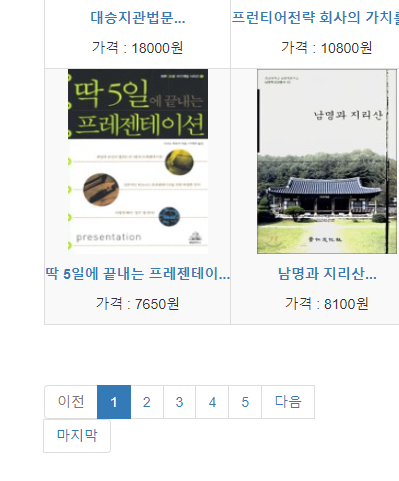 대승지관법문...
프런티어전략 회사의 가치를
가격 : 18000원
가격 : 10800원
딱 5일에 끝내는
프레젠테이션
presentation
남명과 지리산
딱 5일에 끝내는 프레젠테이...
남명과 지리산...
가격 : 7650원
가격 : 8100원
이전 1 2 3 4 5 다음
마지막